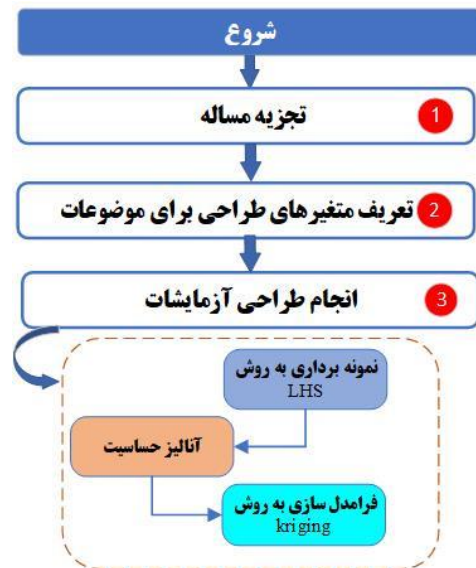 شروع
1 تجزیه مساله
2 تعریف متغیرهای طراحی برای موضوعات
3 انجام طراحی آزمایشات
نمونه برداری به روش
LHS
آنالیز حساسیت
فرامدل سازی به روش
kriging